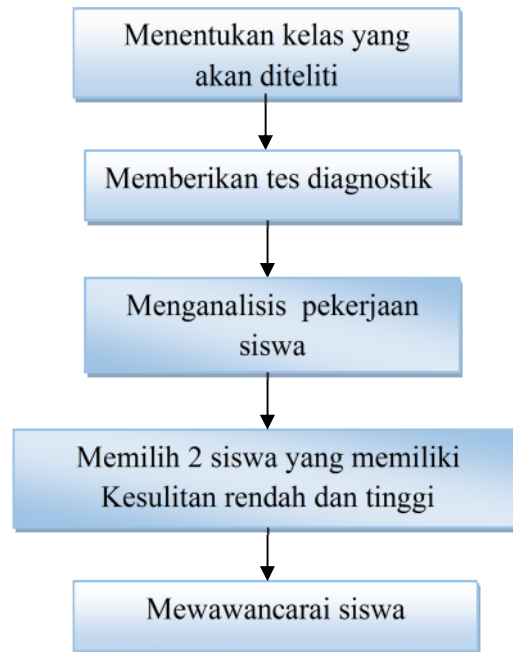 Menentukan kelas yang
akan diteliti
Memberikan tes diagnostik
Menganalisis pekerjaan
siswa
Memilih 2 siswa yang memiliki
Kesulitan rendah dan tinggi
Mewawancarai siswa